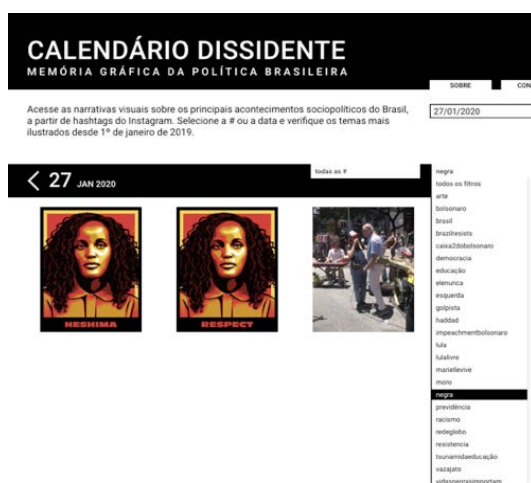 CALENDÁRIO DISSIDENTE
MEMÓRIA GRÁFICA DA POLÍTICA BRASILEIRA
SOBRE
CON
Acesse as narrativas visuais sobre os principais acontecimentos sociopolíticos do Brasil,
a partir de hashtags do Instagram. Selecione a # ou a data e verifique os temas mais
ilustrados desde 1º de janeiro de 2019.
27/01/2020
27 JAN 2020
todas as #
HESHIMA
RESPECT
negra
todos os filtros
arte
bolsonaro
brasil
brazilresists
caixa2dobolsonaro
democracia
educação
elenunca
esquerda
golpista
haddad
impeachmentbolsonaro
lula
lulalivre
mariellevive
moro
negra
previdência
racismo
redeglobo
resistencia
tsunamidaeducação
vazajato
vidasnegrasimportam